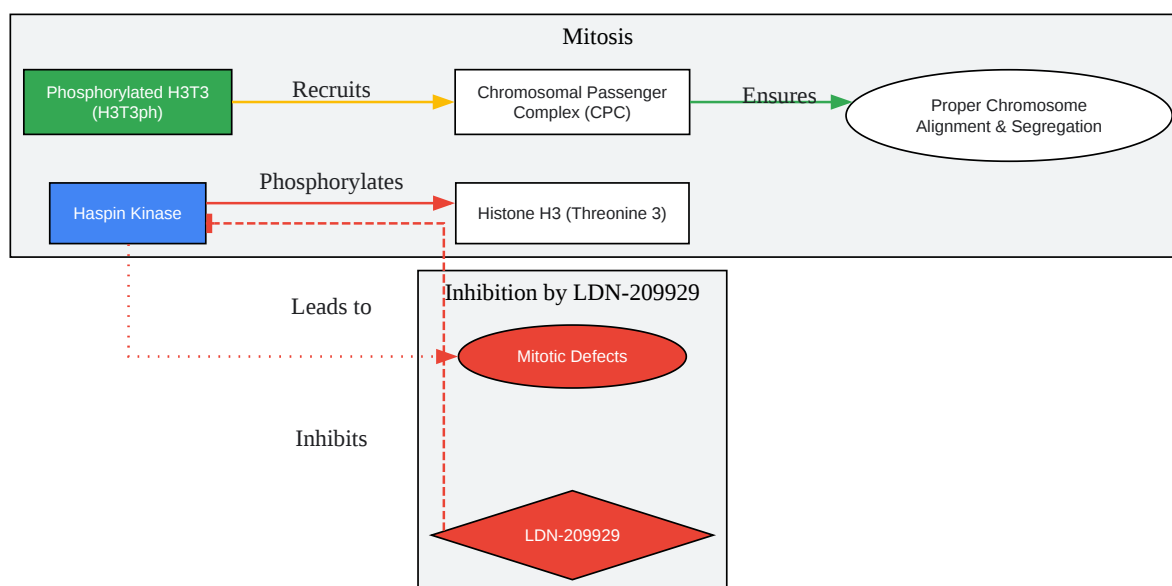 Mitosis
Phosphorylated H3T3
(H3T3ph)
Recruits
Chromosomal Passenger
Complex (CPC)
Ensures
Proper Chromosome
Alignment & Segregation
Haspin Kinase
Phosphorylates
Histone H3 (Threonine 3)
Inhibition by LDN-209929
Leads to
Mitotic Defects
Inhibits
LDN-209929